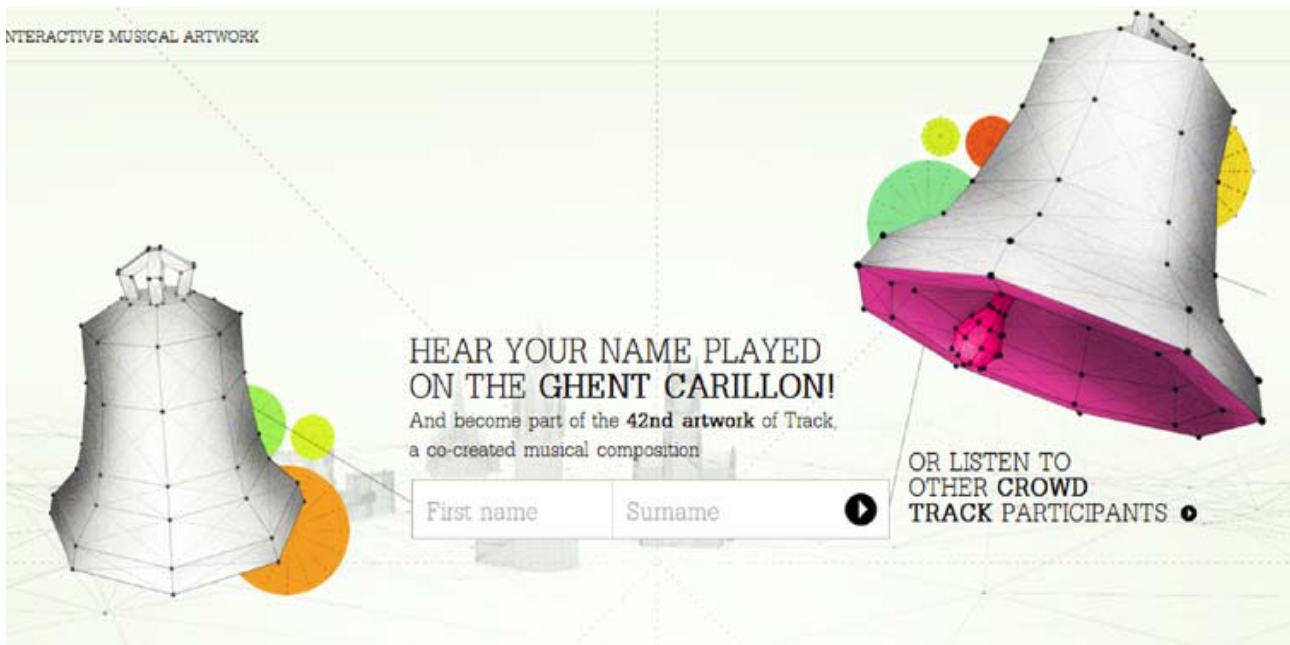 NTERACTIVE MUSICAL ARTWORK
HEAR YOUR NAME PLAYED
ON THE GHENT CARILLON!
And become part of the 42nd artwork of Track,
a co-created musical composition
First name
Surname
OR LISTEN TO
OTHER CROWD
TRACK PARTICIPANTS